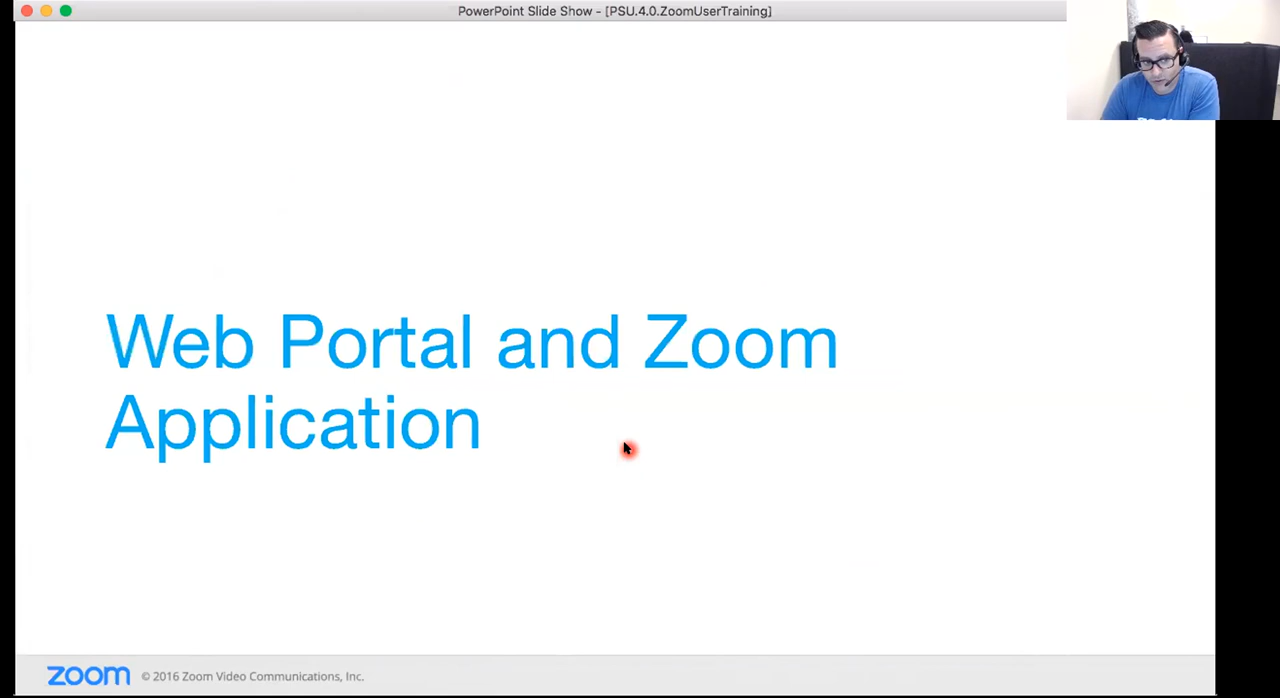 PowerPoint Slide Show - [PSU.4.0.ZoomUserTraining]
Web Portal and Zoom
Application
zoom © 2016 Zoom Video Communications, Inc.